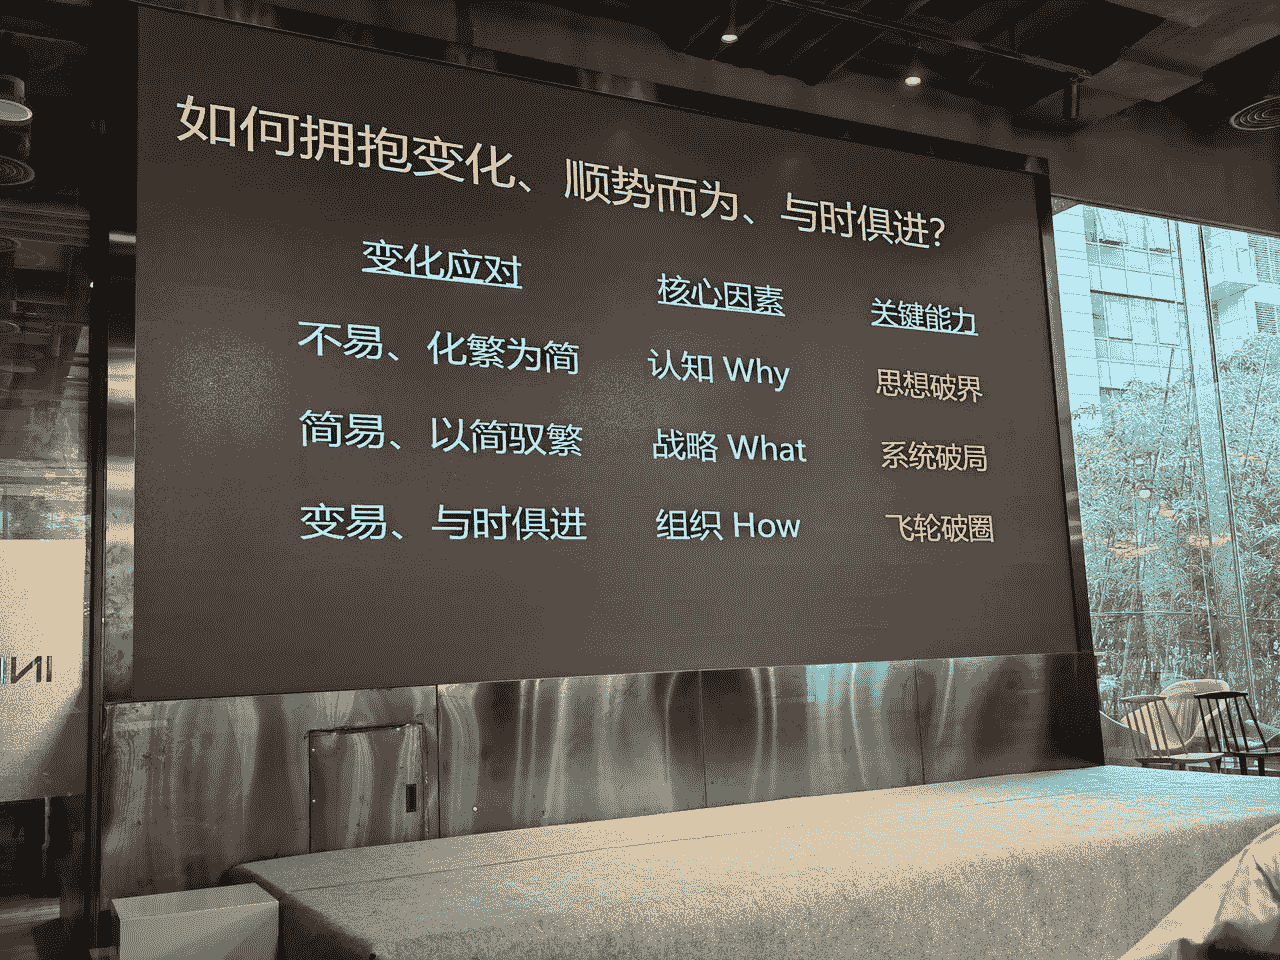 如何拥抱变化、顺势而为、与时俱进?
变化应对 核心因素 关键能力
不易、化繁为简 认知 Why 思想破界
简易、以简驭繁 战略 What 系统破局
变易、与时俱进 组织 How 飞轮破圈